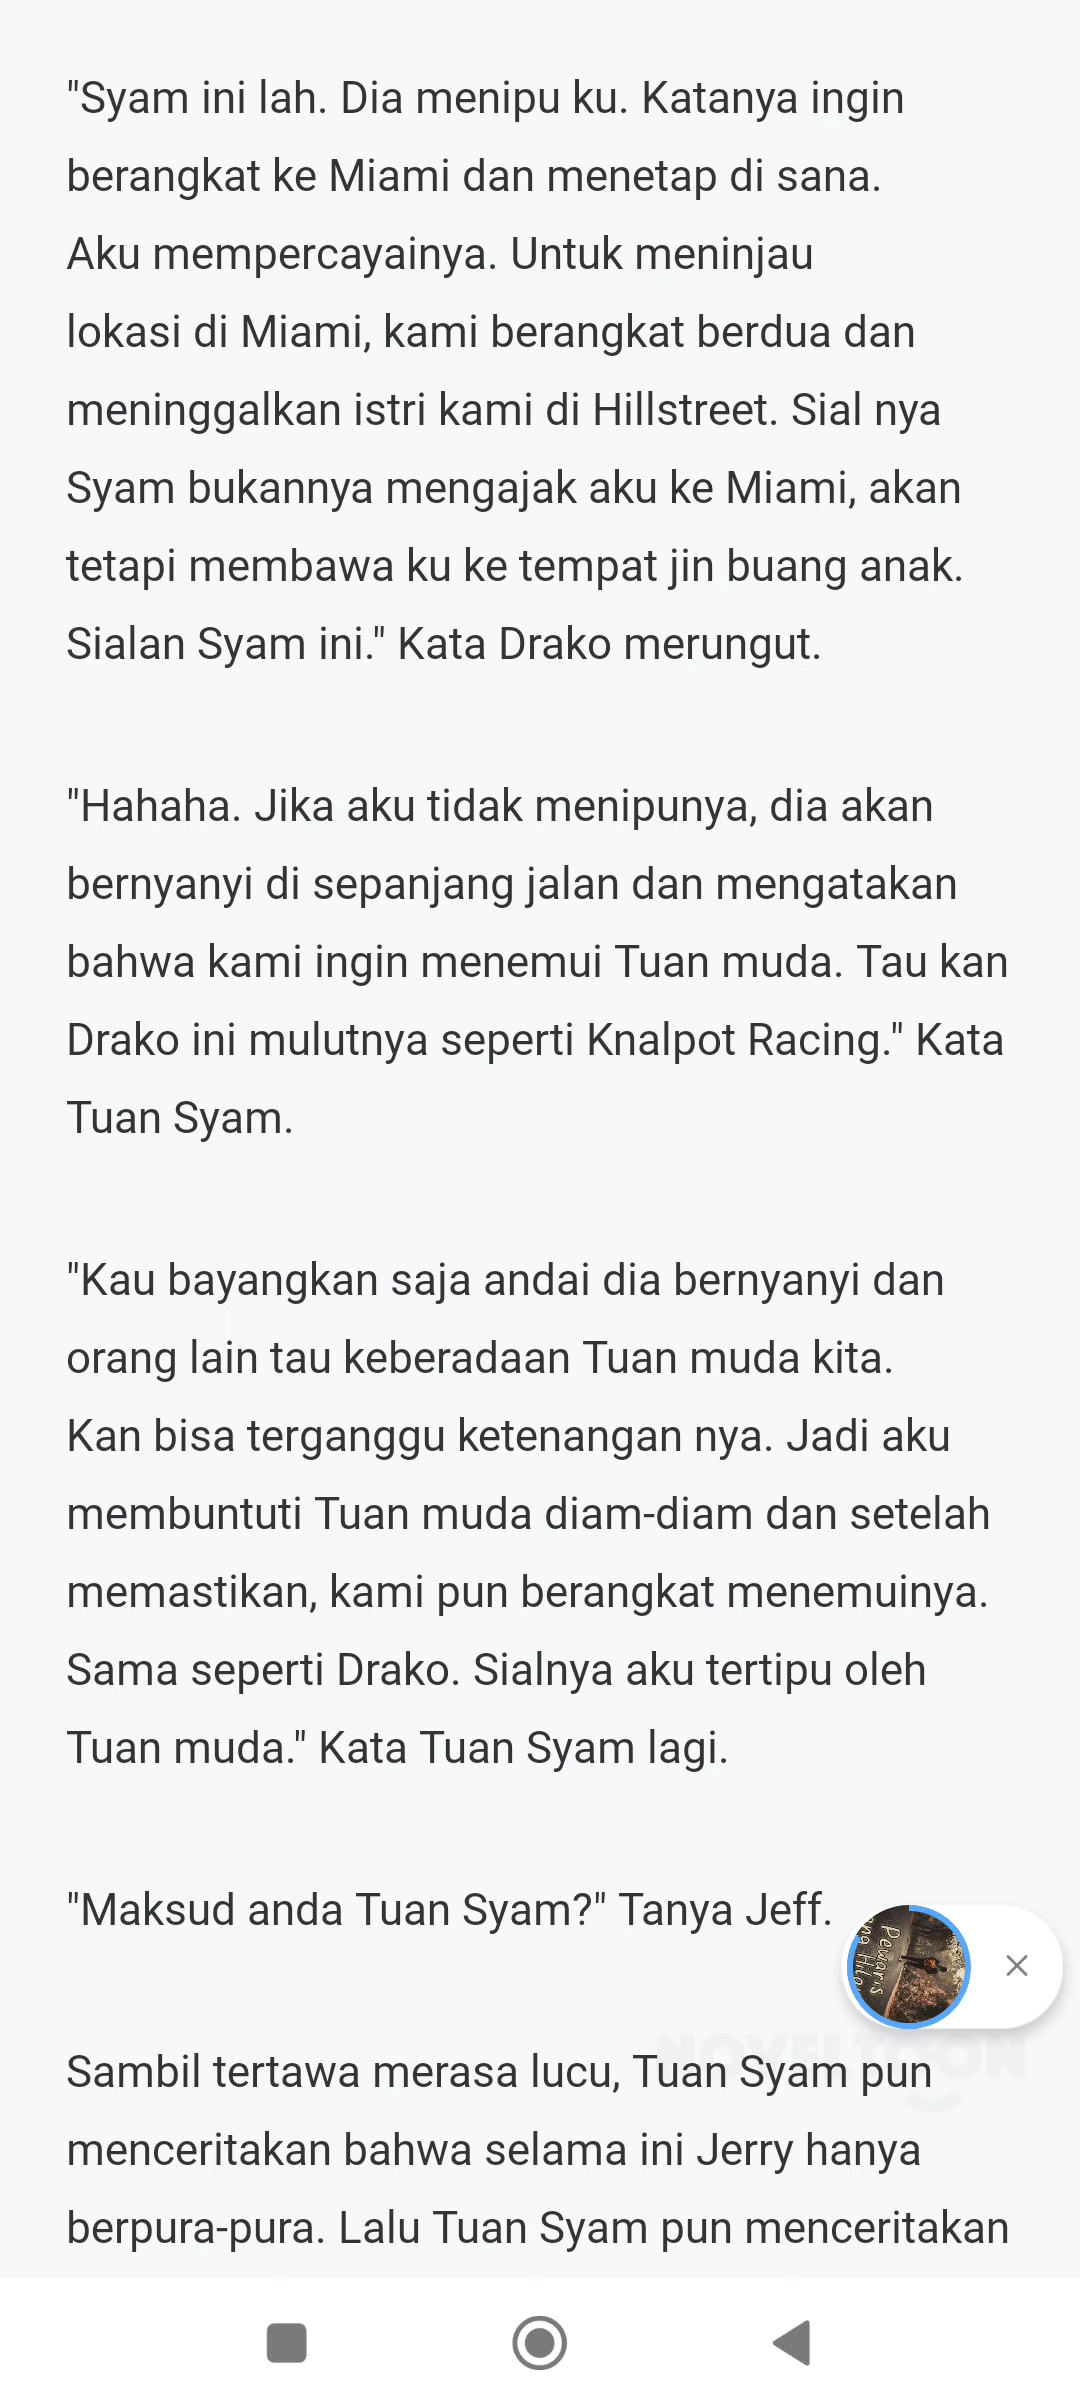 "Syam ini lah. Dia menipu ku. Katanya ingin
berangkat ke Miami dan menetap di sana.
Aku mempercayainya. Untuk meninjau
lokasi di Miami, kami berangkat berdua dan
meninggalkan istri kami di Hillstreet. Sial nya
Syam bukannya mengajak aku ke Miami, akan
tetapi membawa ku ke tempat jin buang anak.
Sialan Syam ini." Kata Drako merungut.
"Hahaha. Jika aku tidak menipunya, dia akan
bernyanyi di sepanjang jalan dan mengatakan
bahwa kami ingin menemui Tuan muda. Tau kan
Drako ini mulutnya seperti Knalpot Racing." Kata
Tuan Syam.
"Kau bayangkan saja andai dia bernyanyi dan
orang lain tau keberadaan Tuan muda kita.
Kan bisa terganggu ketenangan nya. Jadi aku
membuntuti Tuan muda diam-diam dan setelah
memastikan, kami pun berangkat menemuinya.
Sama seperti Drako. Sialnya aku tertipu oleh
Tuan muda." Kata Tuan Syam lagi.
"Maksud anda Tuan Syam?" Tanya Jeff.
Pewaris
NOVELTOON
Sambil tertawa merasa lucu, Tuan Syam pun
menceritakan bahwa selama ini Jerry hanya
berpura-pura. Lalu Tuan Syam pun menceritakan